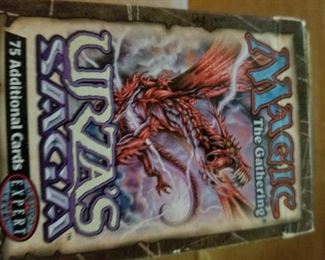 MAGIC
The Gathering
URZA'S
SAGA
75 Additional Cards
EXPERT